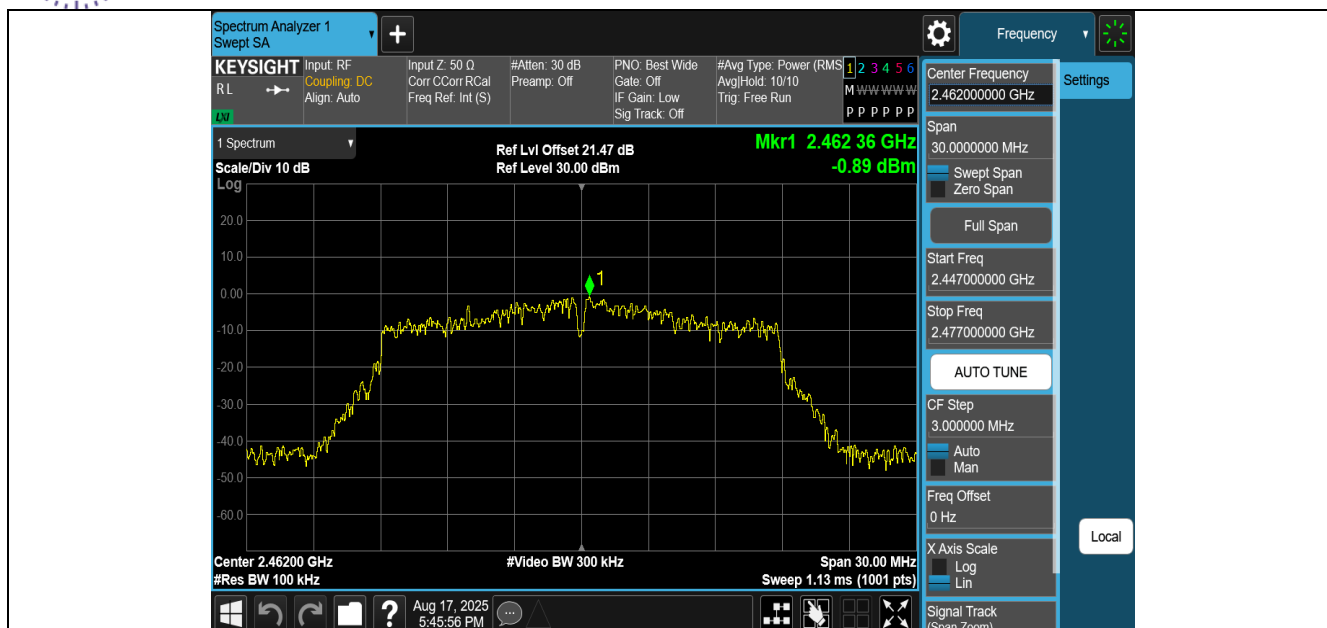 Spectrum Analyzer 1
Swept SA
+
Frequency
KEYSIGHT
R L
LXI
Input: RF
Coupling: DC
Align: Auto
Input Z: 50 Ω
Corr CCorr RCal
Freq Ref: Int (S)
#Atten: 30 dB
Preamp: Off
PNO: Best Wide
Gate: Off
IF Gain: Low
Sig Track: Off
#Avg Type: Power (RMS
Avg|Hold: 10/10
Trig: Free Run
1 2 3 4 5 6
M W W W W W
P P P P P P
Center Frequency
2.462000000 GHz
Settings
1 Spectrum
Scale/Div 10 dB
Ref Lvl Offset 21.47 dB
Ref Level 30.00 dBm
Mkr1 2.462 36 GHz
-0.89 dBm
Log
20.0
10.0
0.00
-10.0
-20.0
-30.0
-40.0
-50.0
-60.0
1
Center 2.46200 GHz
#Res BW 100 kHz
#Video BW 300 kHz
Span 30.00 MHz
Sweep 1.13 ms (1001 pts)
Span
30.0000000 MHz
Swept Span
Zero Span
Full Span
Start Freq
2.447000000 GHz
Stop Freq
2.477000000 GHz
AUTO TUNE
CF Step
3.000000 MHz
Auto
Man
Freq Offset
0 Hz
X Axis Scale
Log
Lin
Signal Track
(Span Zoom)
Local
?
Aug 17, 2025
5:45:56 PM